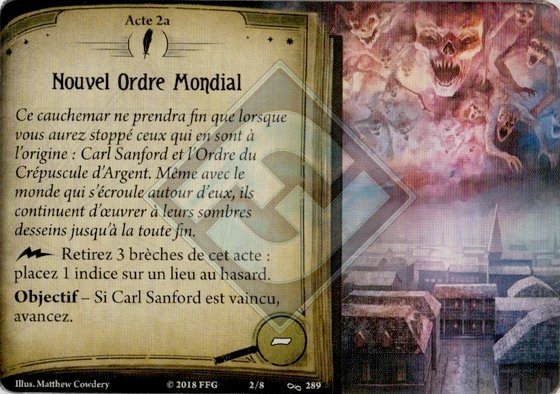 Acte 2a
Nouvel Ordre Mondial
Ce cauchemar ne prendra fin que lorsque
vous aurez stoppé ceux qui en sont à
l'origine : Carl Sanford et l'Ordre du
Crépuscule d'Argent. Même avec le
monde qui s'écroule autour d'eux, ils
continuent d'œuvrer à leurs sombres
desseins jusqu'à la toute fin.
Retirez 3 brèches de cet acte :
placez 1 indice sur un lieu au hasard.
Objectif – Si Carl Sanford est vaincu,
avancez.
–
Illus. Matthew Cowdery © 2018 FFG 2/8 289